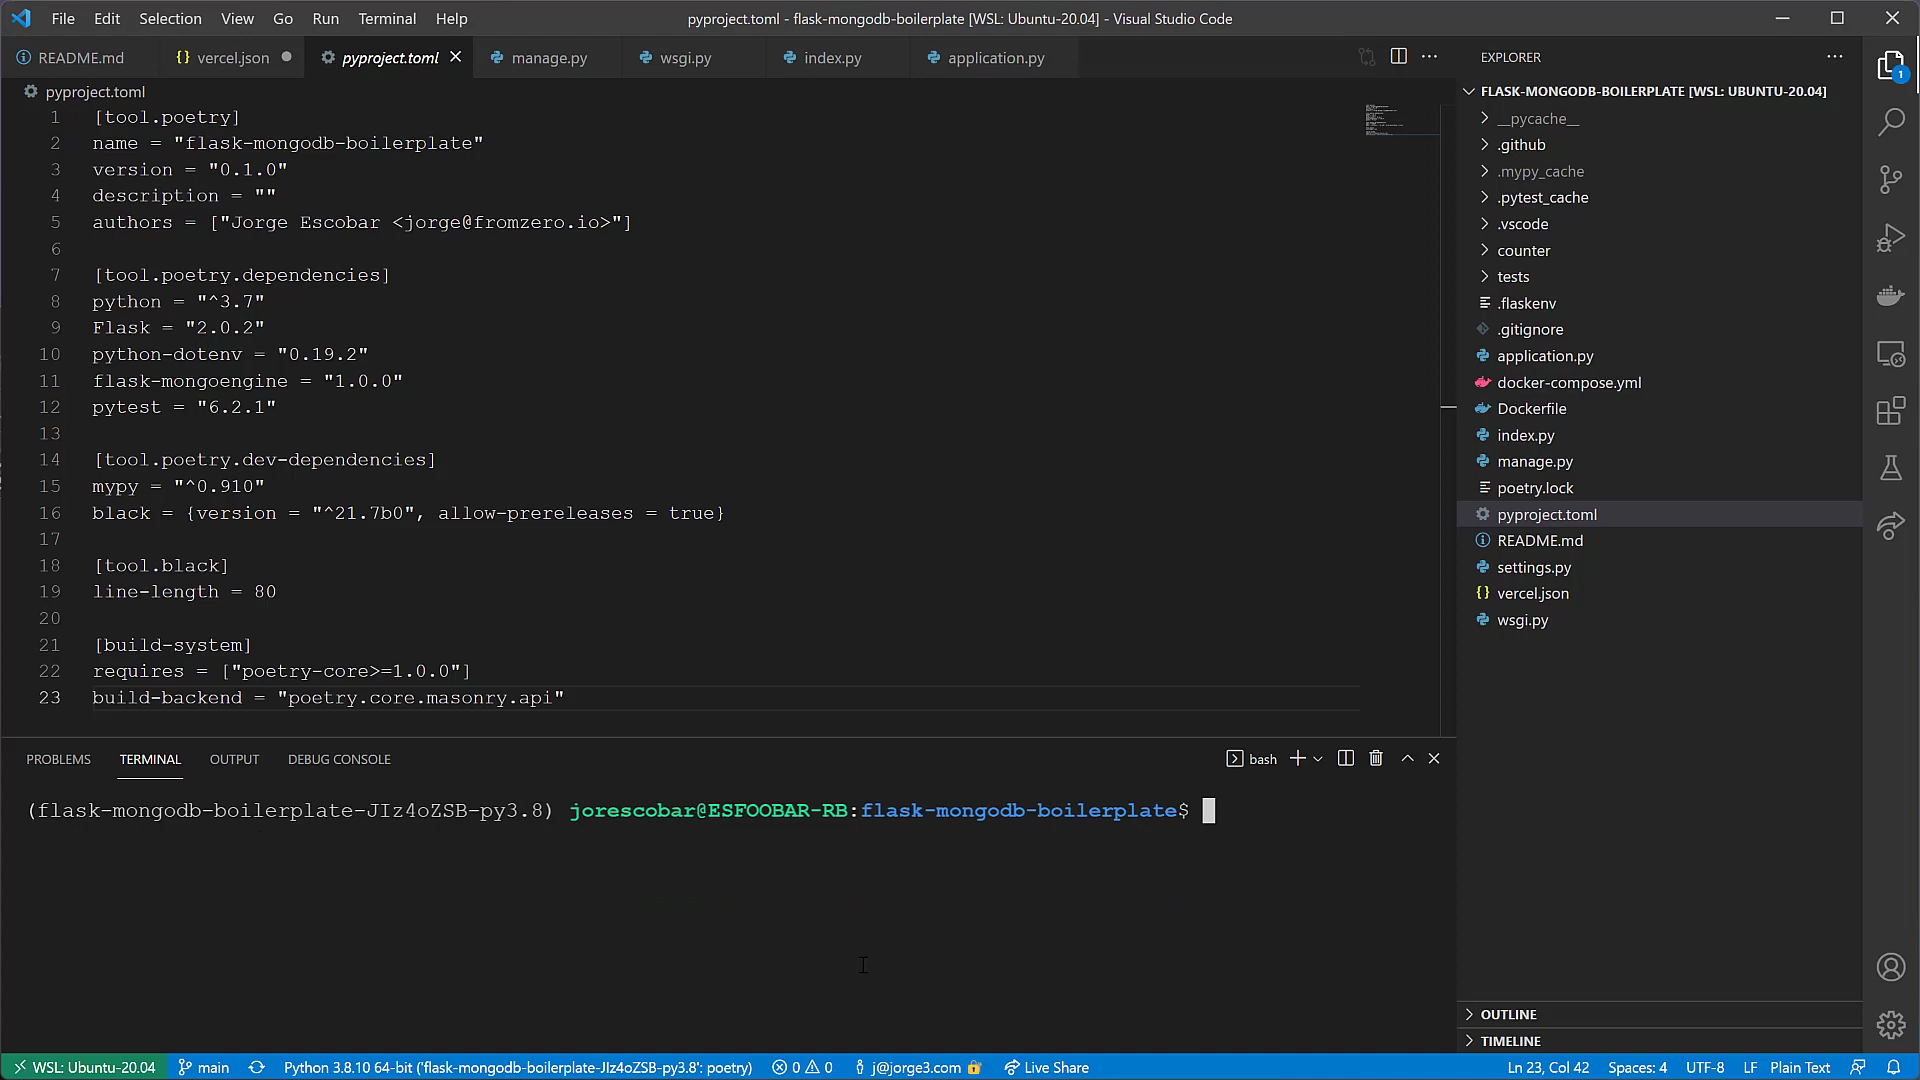 File Edit Selection View Go Run Terminal Help
pyproject.toml - flask-mongodb-boilerplate [WSL: Ubuntu-20.04] - Visual Studio Code
README.md
vercel.json
pyproject.toml
manage.py
wsgi.py
index.py
application.py
pyproject.toml
1 [tool.poetry]
2 name = "flask-mongodb-boilerplate"
3 version = "0.1.0"
4 description = ""
5 authors = ["Jorge Escobar <jorge@fromzero.io>"]
6
7 [tool.poetry.dependencies]
8 python = "^3.7"
9 Flask = "2.0.2"
10 python-dotenv = "0.19.2"
11 flask-mongoengine = "1.0.0"
12 pytest = "6.2.1"
13
14 [tool.poetry.dev-dependencies]
15 mypy = "^0.910"
16 black = {version = "^21.7b0", allow-prereleases = true}
17
18 [tool.black]
19 line-length = 80
20
21 [build-system]
22 requires = ["poetry-core>=1.0.0"]
23 build-backend = "poetry.core.masonry.api"
PROBLEMS TERMINAL OUTPUT DEBUG CONSOLE
bash
(flask-mongodb-boilerplate-JIz4oZSB-py3.8) jorescobar@ESFOOBAR-RB:flask-mongodb-boilerplate$
EXPLORER
FLASK-MONGODB-BOILERPLATE [WSL: UBUNTU-20.04]
__pycache__
.github
.mypy_cache
.pytest_cache
.vscode
counter
tests
.flaskenv
.gitignore
application.py
docker-compose.yml
Dockerfile
index.py
manage.py
poetry.lock
pyproject.toml
README.md
settings.py
vercel.json
wsgi.py
OUTLINE
TIMELINE
1
WSL: Ubuntu-20.04
main
Python 3.8.10 64-bit ('flask-mongodb-boilerplate-JIz4oZSB-py3.8': poetry)
0 0
j@jorge3.com
Live Share
Ln 23, Col 42
Spaces: 4
UTF-8
LF
Plain Text